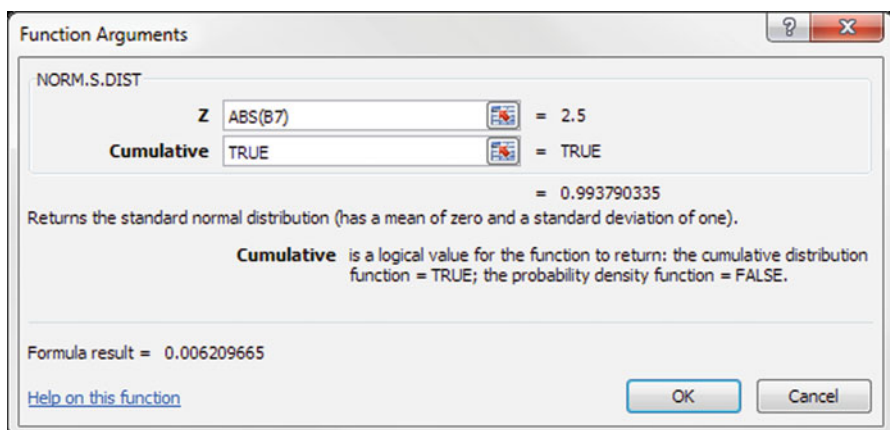 Function Arguments
NORM.S.DIST
Z ABS(B7) = 2.5
Cumulative TRUE = TRUE
= 0.993790335
Returns the standard normal distribution (has a mean of zero and a standard deviation of one).
Cumulative is a logical value for the function to return: the cumulative distribution
function = TRUE; the probability density function = FALSE.
Formula result = 0.006209665
Help on this function OK Cancel